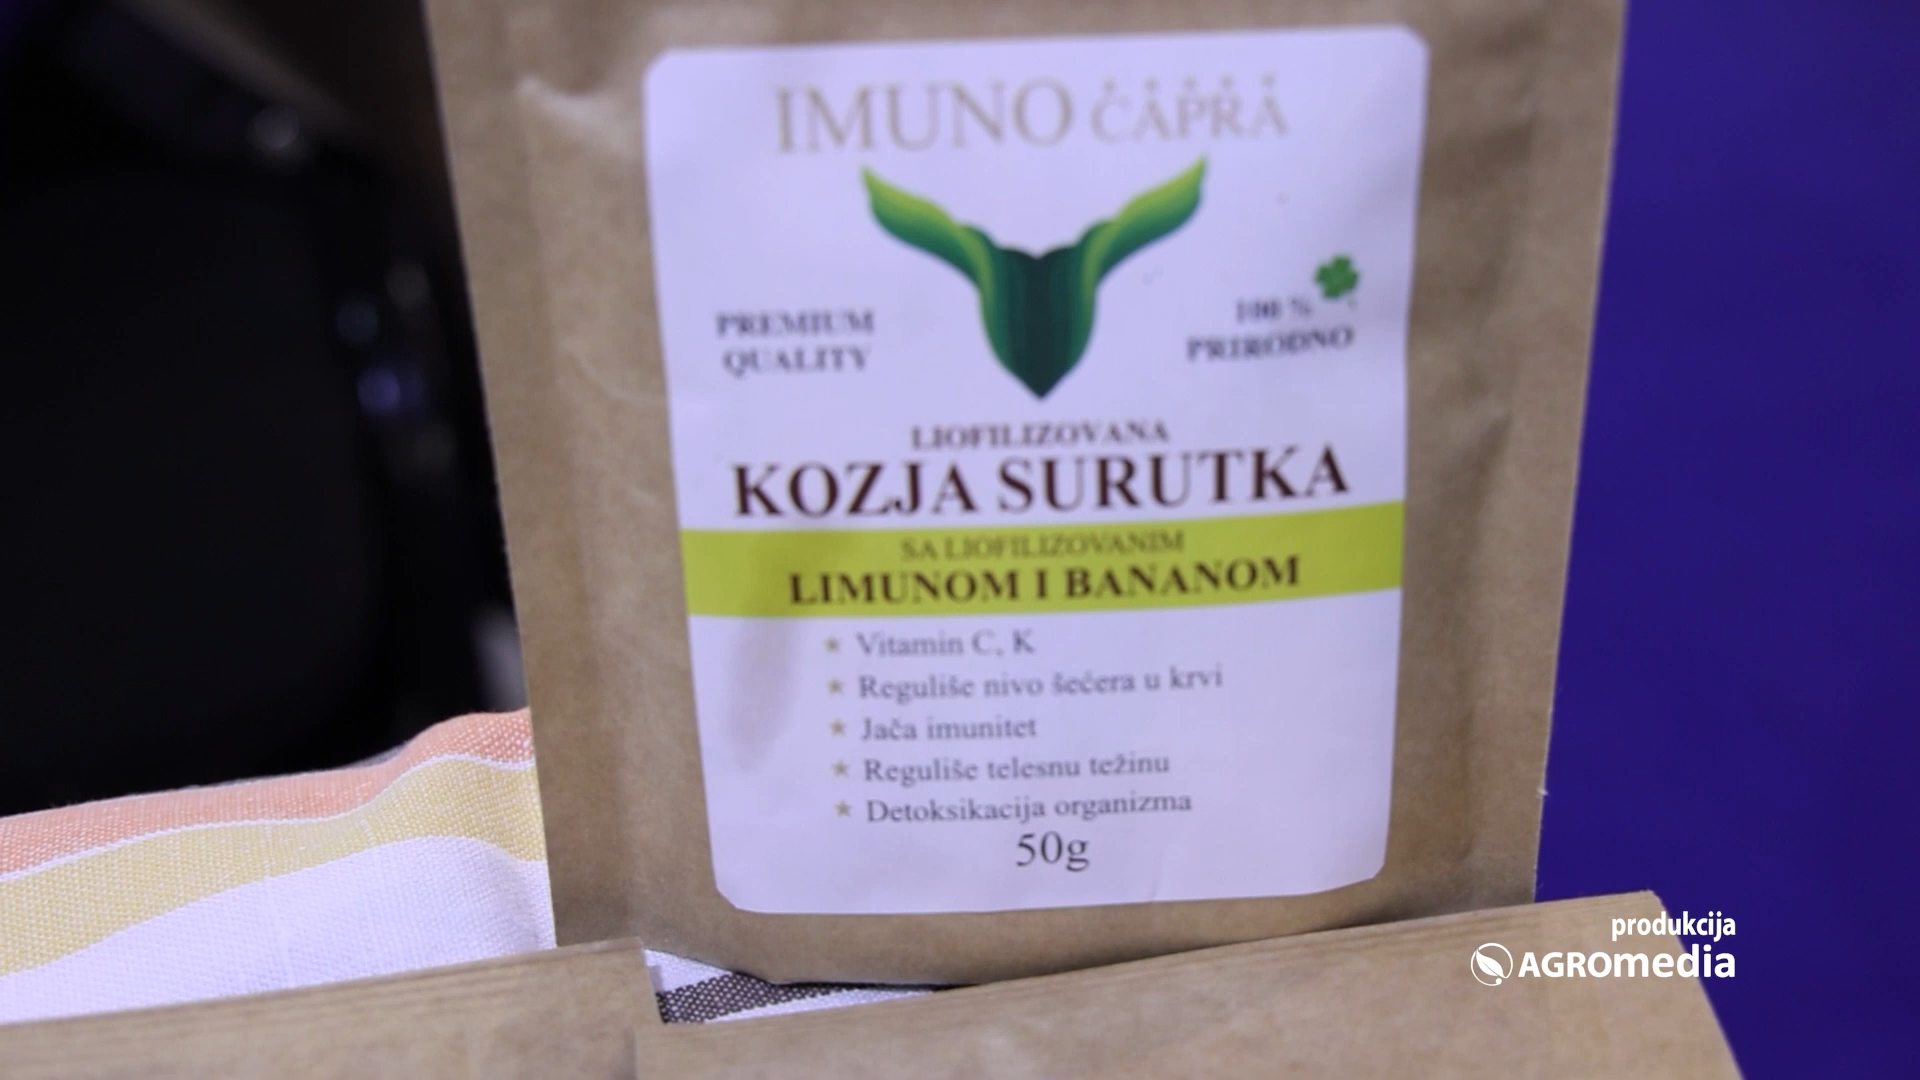 IMUNO CAPRA
PREMIUM
QUALITY
100 %
PRIRODNO
LIOFILIZOVANA
KOZJA SURUTKA
SA LIOFILIZOVANIM
LIMUNOM I BANANOM
Vitamin C, K
Reguliše nivo šećera u krvi
Jača imunitet
Reguliše telesnu težinu
Detoksikacija organizma
50g
produkcija
AGROmedia